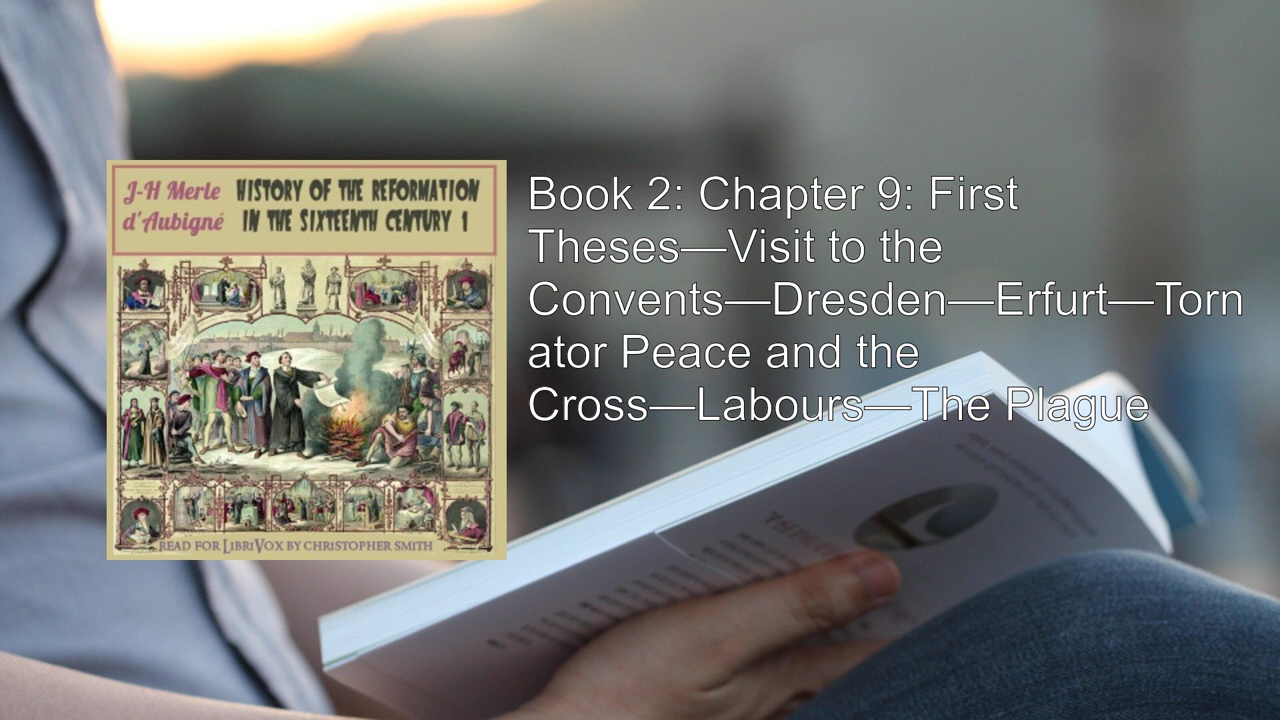 J-H Merle
d'Aubigné
HISTORY OF THE REFORMATION
IN THE SIXTEENTH CENTURY 1
READ FOR LIBRIVOX BY CHRISTOPHER SMITH
Book 2: Chapter 9: First
Theses—Visit to the
Convents—Dresden—Erfurt—Torn
ator Peace and the
Cross—Labours—The Plague